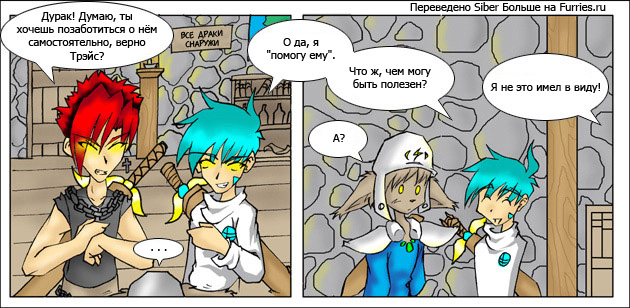 Переведено Siber Больше на Furries.ru
Дурак! Думаю, ты
хочешь позаботиться о нём
самостоятельно, верно
Трэйс?
ВСЕ ДРАКИ
СНАРУЖИ
О да, я
"помогу ему".
. . .
Что ж, чем могу
быть полезен?
А?
Я не это имел в виду!